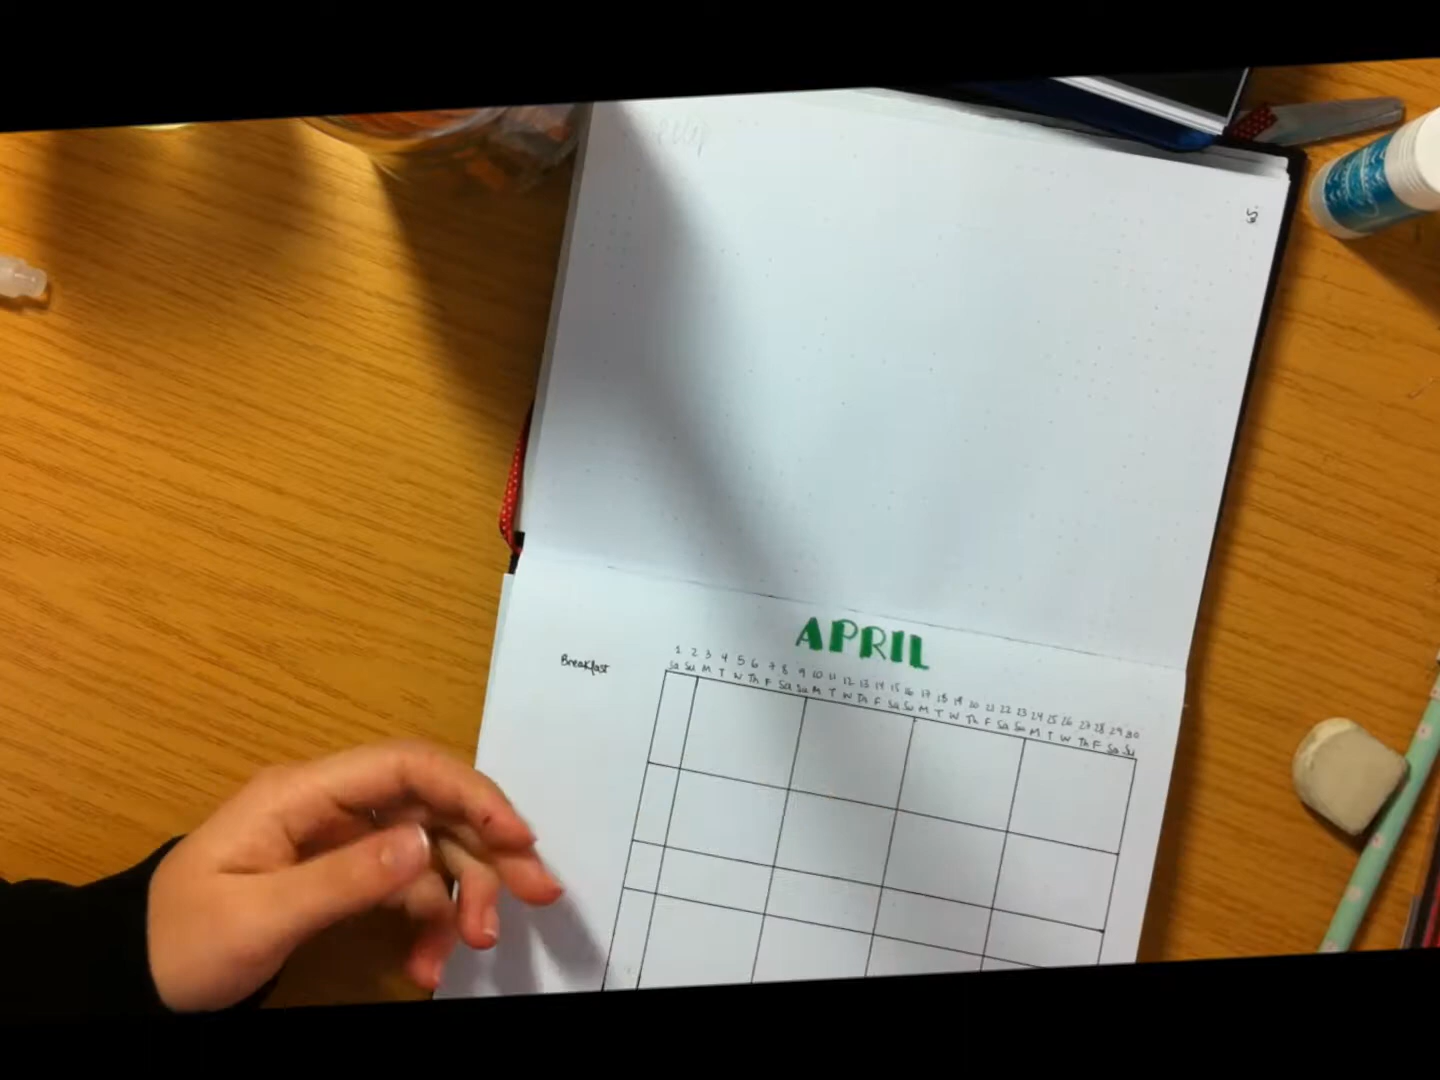 65.
APRIL
1 2 3 4 5 6 7 8 9 10 11 12 13 14 15 16 17 18 19 20 21 22 23 24 25 26 27 28 29 30
Sa Su M T W Th F Sa Su M T W Th F Sa Su M T W Th F Sa Su M T W Th F Sa Su
Breakfast